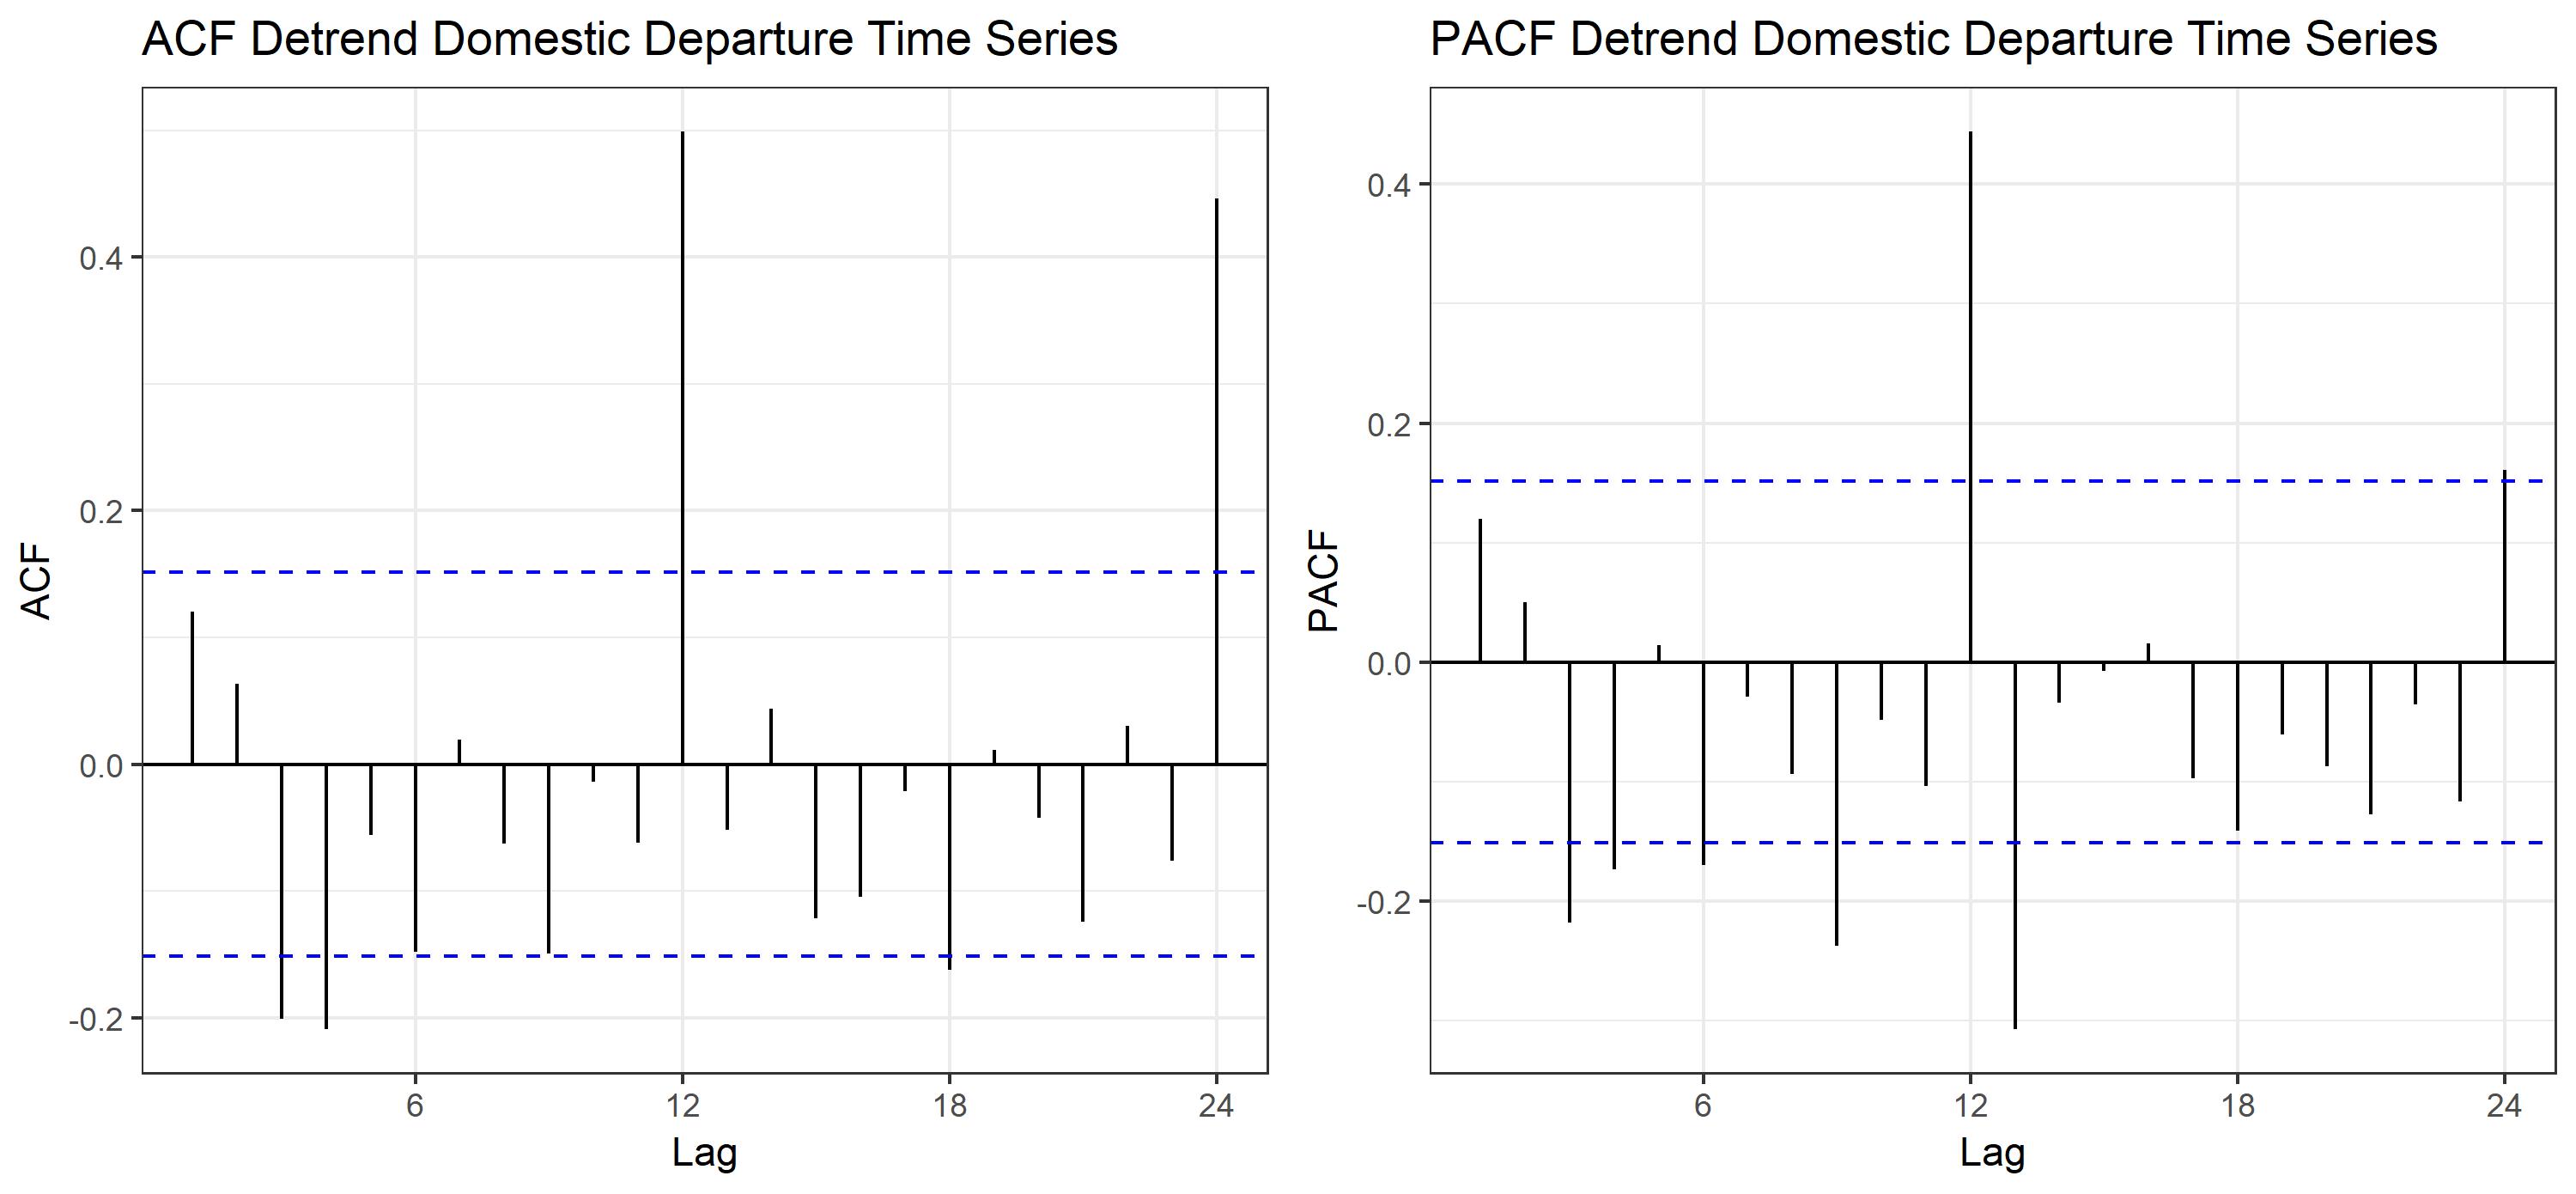 ACF Detrend Domestic Departure Time Series
ACF
0.4
0.2
0.0
-0.2
6 12 18 24
Lag
PACF Detrend Domestic Departure Time Series
PACF
0.4
0.2
0.0
-0.2
6 12 18 24
Lag